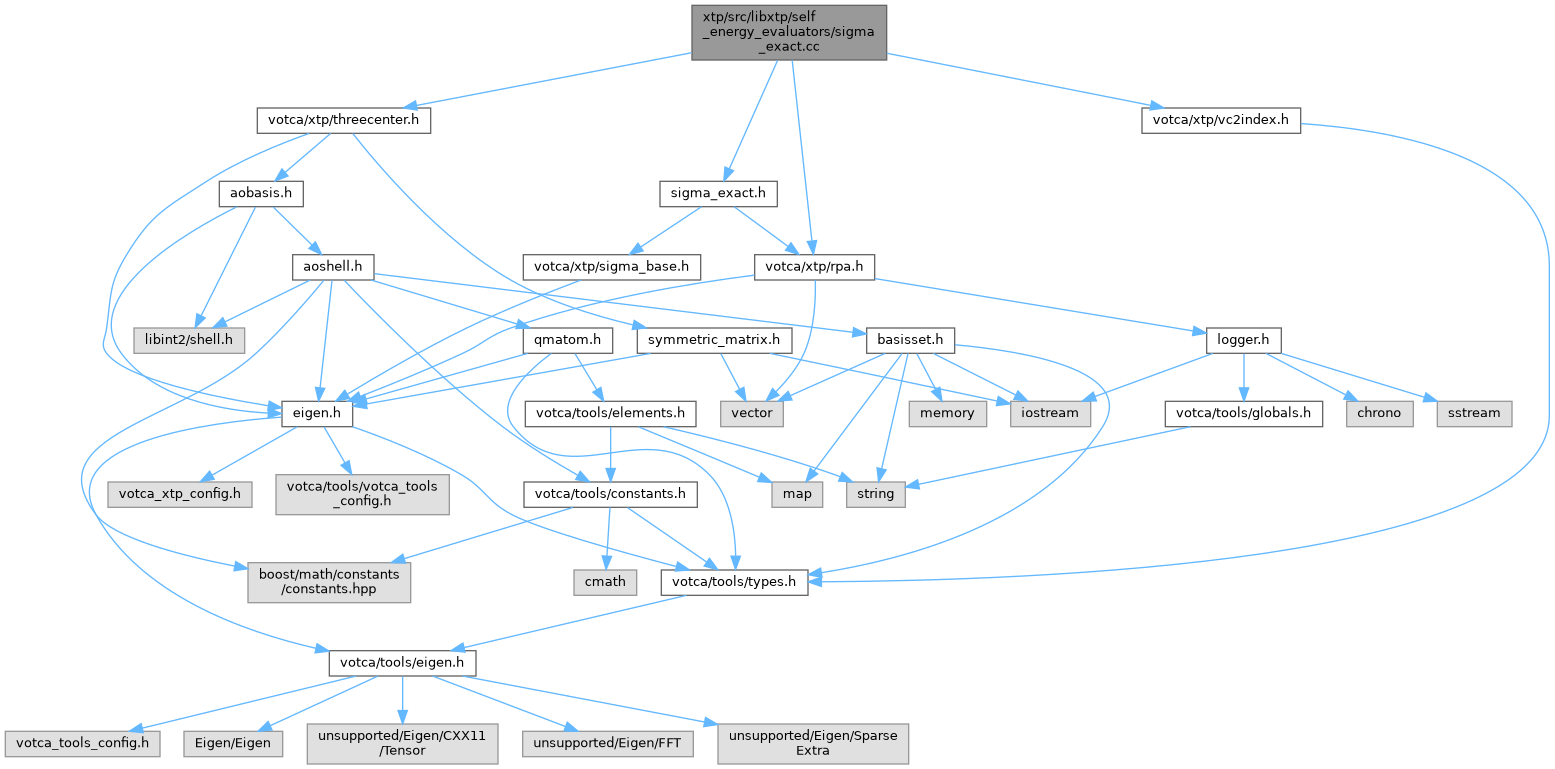 xtp/src/libxtp/self
_energy_evaluators/sigma
_exact.cc
votca/xtp/threecenter.h
votca/xtp/vc2index.h
aobasis.h
sigma_exact.h
aoshell.h
votca/xtp/sigma_base.h
votca/xtp/rpa.h
libint2/shell.h
qmatom.h
symmetric_matrix.h
basisset.h
logger.h
eigen.h
votca/tools/elements.h
vector
memory
iostream
votca/tools/globals.h
chrono
sstream
votca_xtp_config.h
votca/tools/votca_tools
_config.h
votca/tools/constants.h
map
string
boost/math/constants
/constants.hpp
cmath
votca/tools/types.h
votca/tools/eigen.h
votca_tools_config.h
Eigen/Eigen
unsupported/Eigen/CXX11
/Tensor
unsupported/Eigen/FFT
unsupported/Eigen/Sparse
Extra